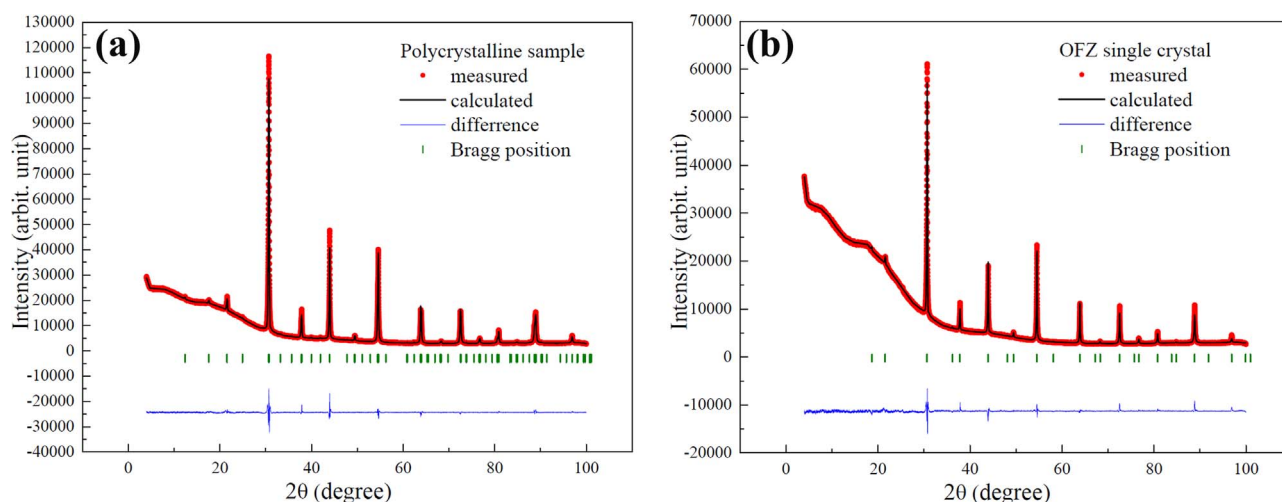 (a)
Polycrystalline sample
measured
calculated
differrence
Bragg position
Intensity (arbit. unit)
130000
120000
110000
100000
90000
80000
70000
60000
50000
40000
30000
20000
10000
0
-10000
-20000
-30000
-40000
0 20 40 60 80 100
2θ (degree)
(b)
OFZ single crystal
measured
calculated
difference
Bragg position
Intensity (arbit. unit)
70000
60000
50000
40000
30000
20000
10000
0
-10000
-20000
0 20 40 60 80 100
2θ (degree)